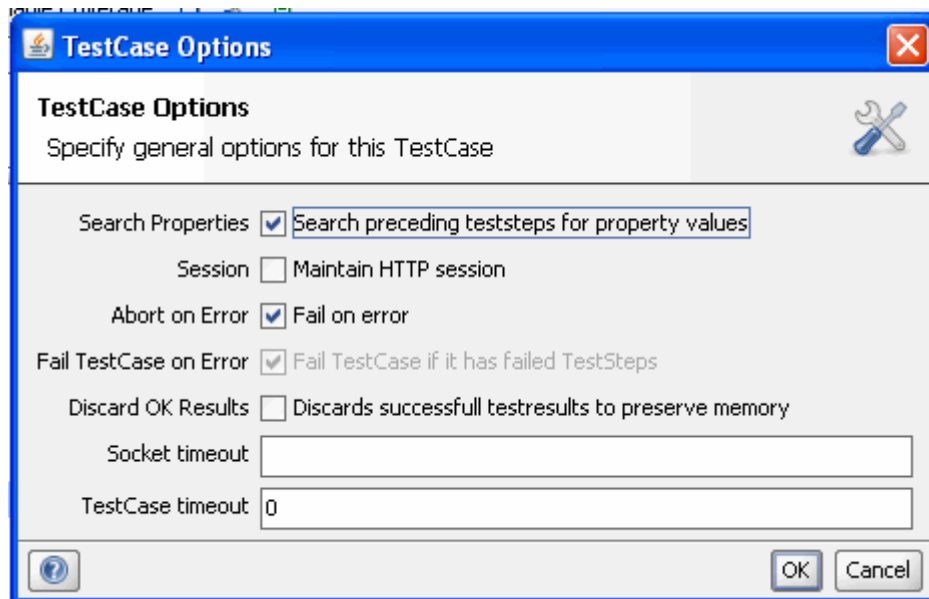 TestCase Options
TestCase Options
Specify general options for this TestCase
Search Properties Search preceding teststeps for property values
Session Maintain HTTP session
Abort on Error Fail on error
Fail TestCase on Error Fail TestCase if it has failed TestSteps
Discard OK Results Discards successfull testresults to preserve memory
Socket timeout
TestCase timeout 0
OK Cancel